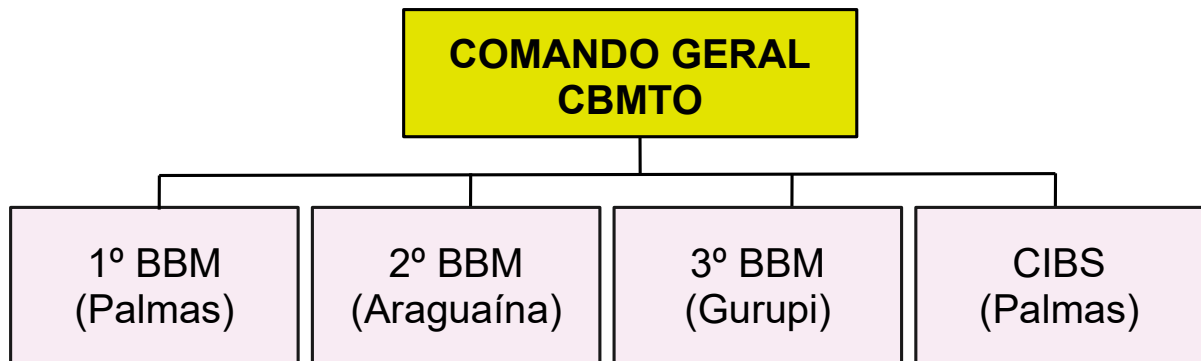 COMANDO GERAL
CBMTO
1º BBM
(Palmas)
2º BBM
(Araguaína)
3º BBM
(Gurupi)
CIBS
(Palmas)